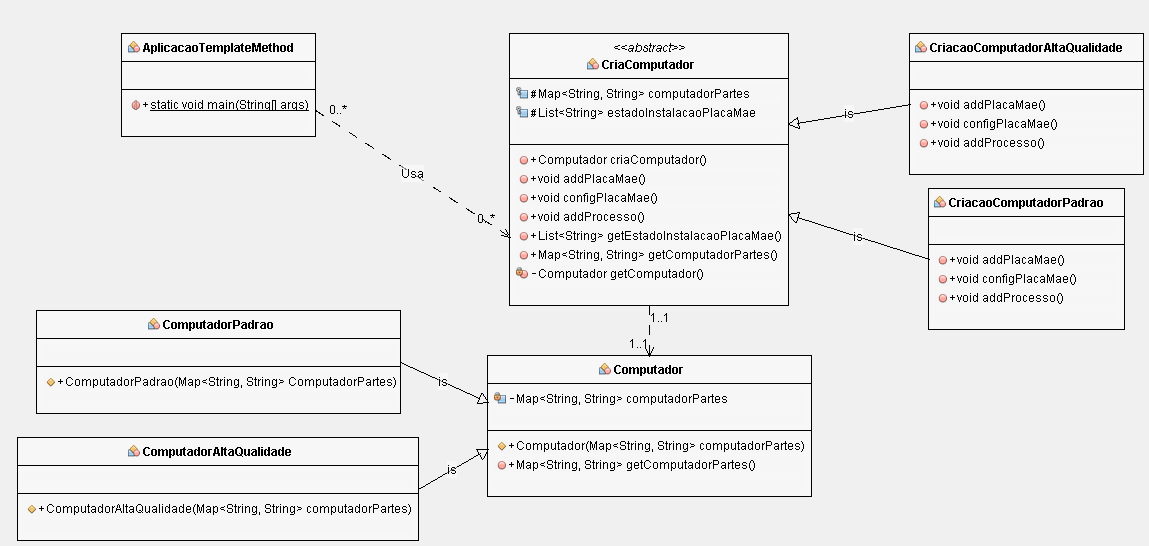 AplicacaoTemplateMethod
+static void main(String[] args)
0..*
Usa
0..*
<<abstract>>
CriaComputador
#Map<String, String> computadorPartes
#List<String> estadoInstalacaoPlacaMae
+Computador criaComputador()
+void addPlacaMae()
+void configPlacaMae()
+void addProcesso()
+List<String> getEstadoInstalacaoPlacaMae()
+Map<String, String> getComputadorPartes()
-Computador getComputador()
is
CriacaoComputadorAltaQualidade
+void addPlacaMae()
+void configPlacaMae()
+void addProcesso()
is
CriacaoComputadorPadrao
+void addPlacaMae()
+void configPlacaMae()
+void addProcesso()
1..1
1..1
ComputadorPadrao
+ComputadorPadrao(Map<String, String> ComputadorPartes)
is
Computador
-Map<String, String> computadorPartes
+Computador(Map<String, String> computadorPartes)
+Map<String, String> getComputadorPartes()
ComputadorAltaQualidade
+ComputadorAltaQualidade(Map<String, String> computadorPartes)
is